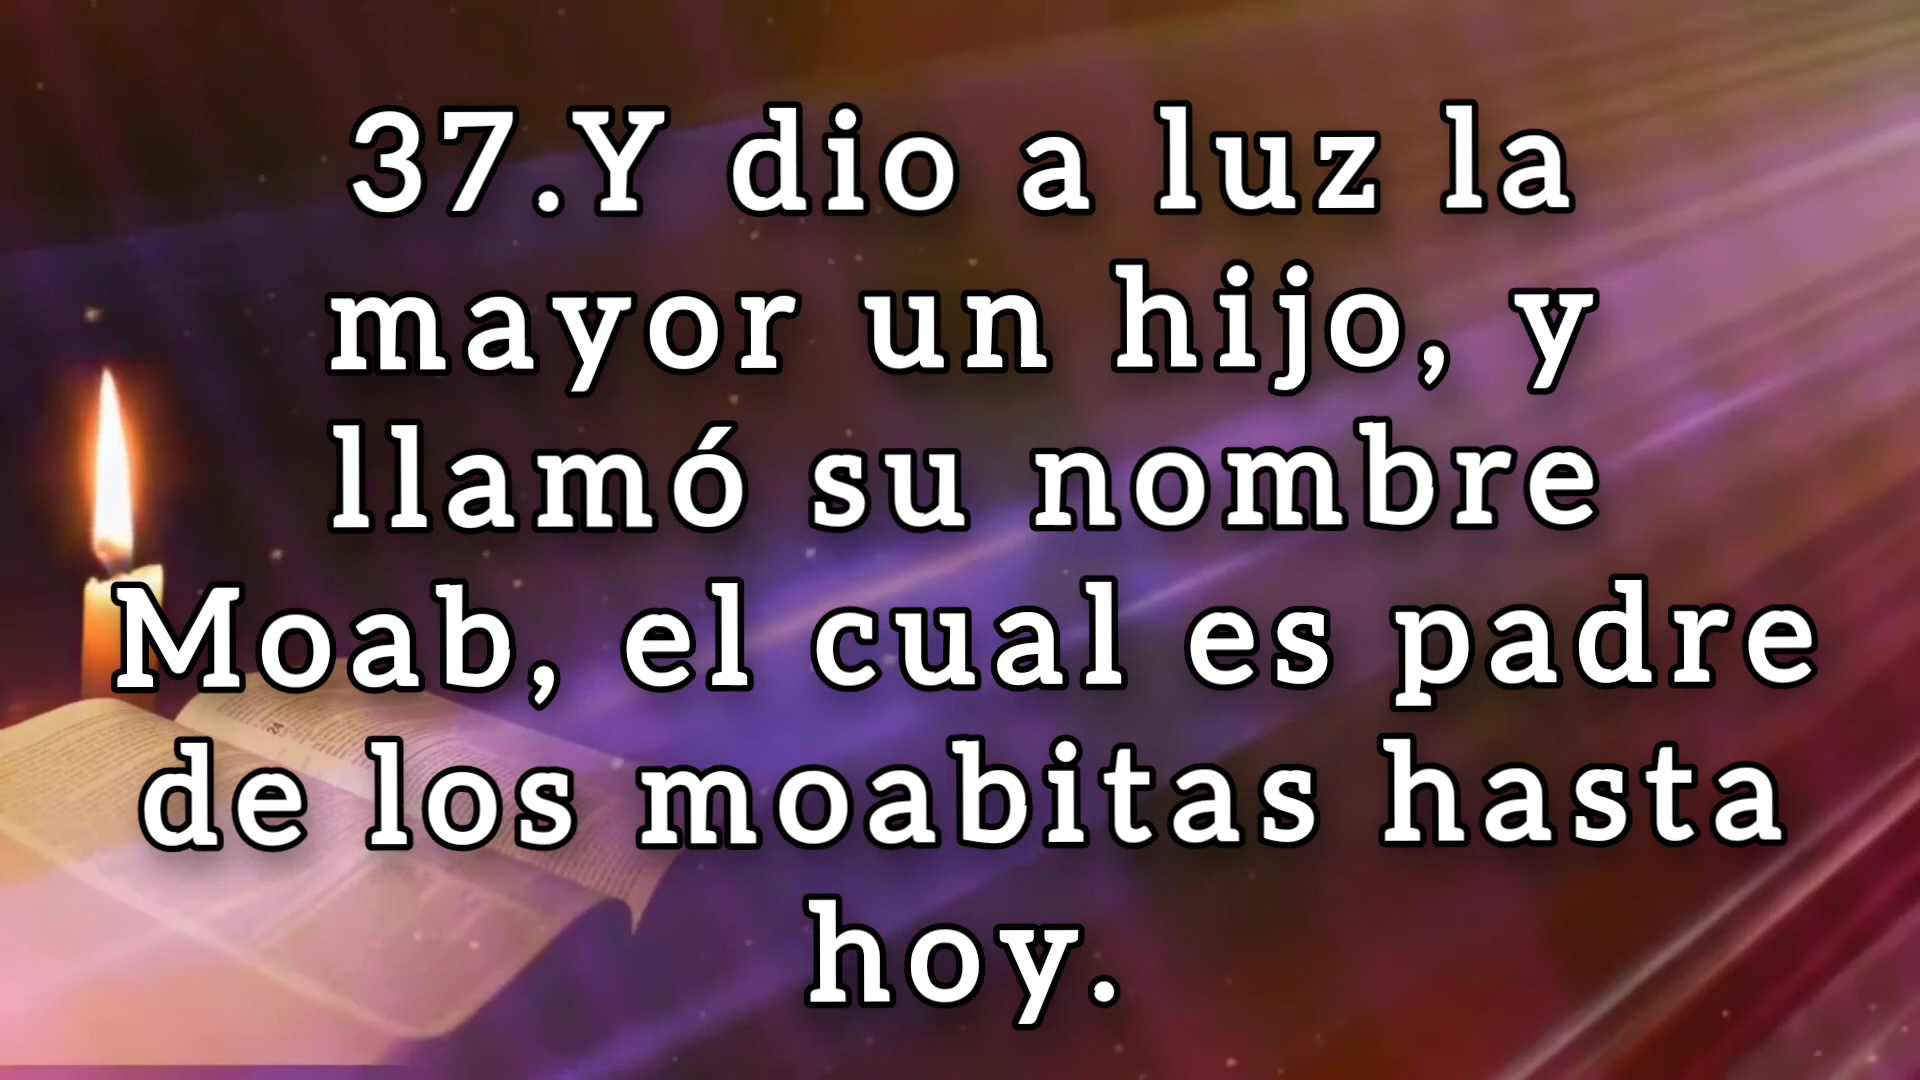 37.Y dio a luz la
mayor un hijo, y
llamó su nombre
Moab, el cual es padre
de los moabitas hasta
hoy.